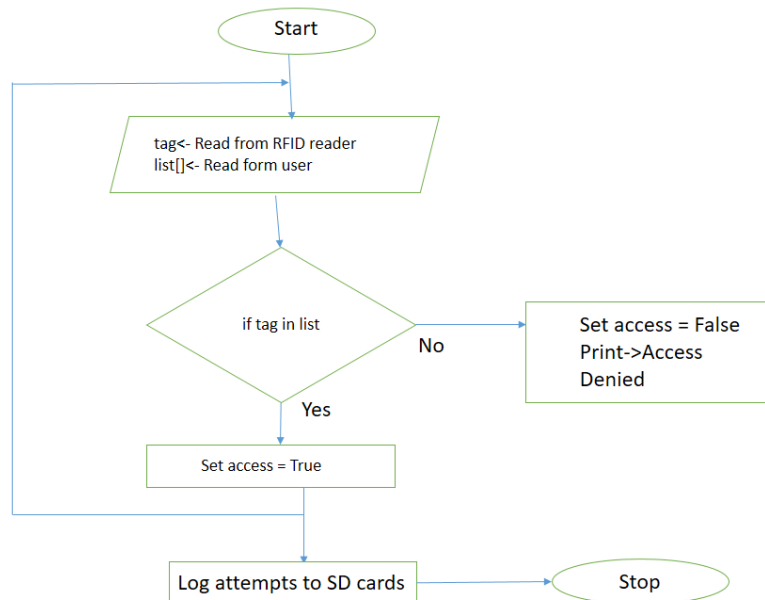 Start
tag<- Read from RFID reader
list[]<- Read form user
if tag in list
No
Set access = False
Print->Access
Denied
Yes
Set access = True
Log attempts to SD cards
Stop